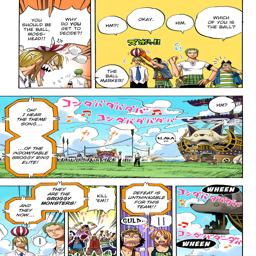 WHICH OF
YOU IS THE
BALL?
HIM.
OKAY.
HM?!
THE
BALL
MARKER!
WHY
DO YOU
GET TO
DECIDE?!
YOU
SHOULD
BE THE
BALL,
MOSS-
HEAD!!
HM?
OH!
I HEAR
THE THEME
SONG...
...OF THE
INDOMITABLE
GROGGY RING
ELITE!
WHEEN
WHEEN
DEFEAT IS
UNTHINKABLE
FOR THIS
TEAM!!
KILL
'EM!!
THEY
ARE THE
GROGGY
MONSTERS!
AND
THEY
NOW...